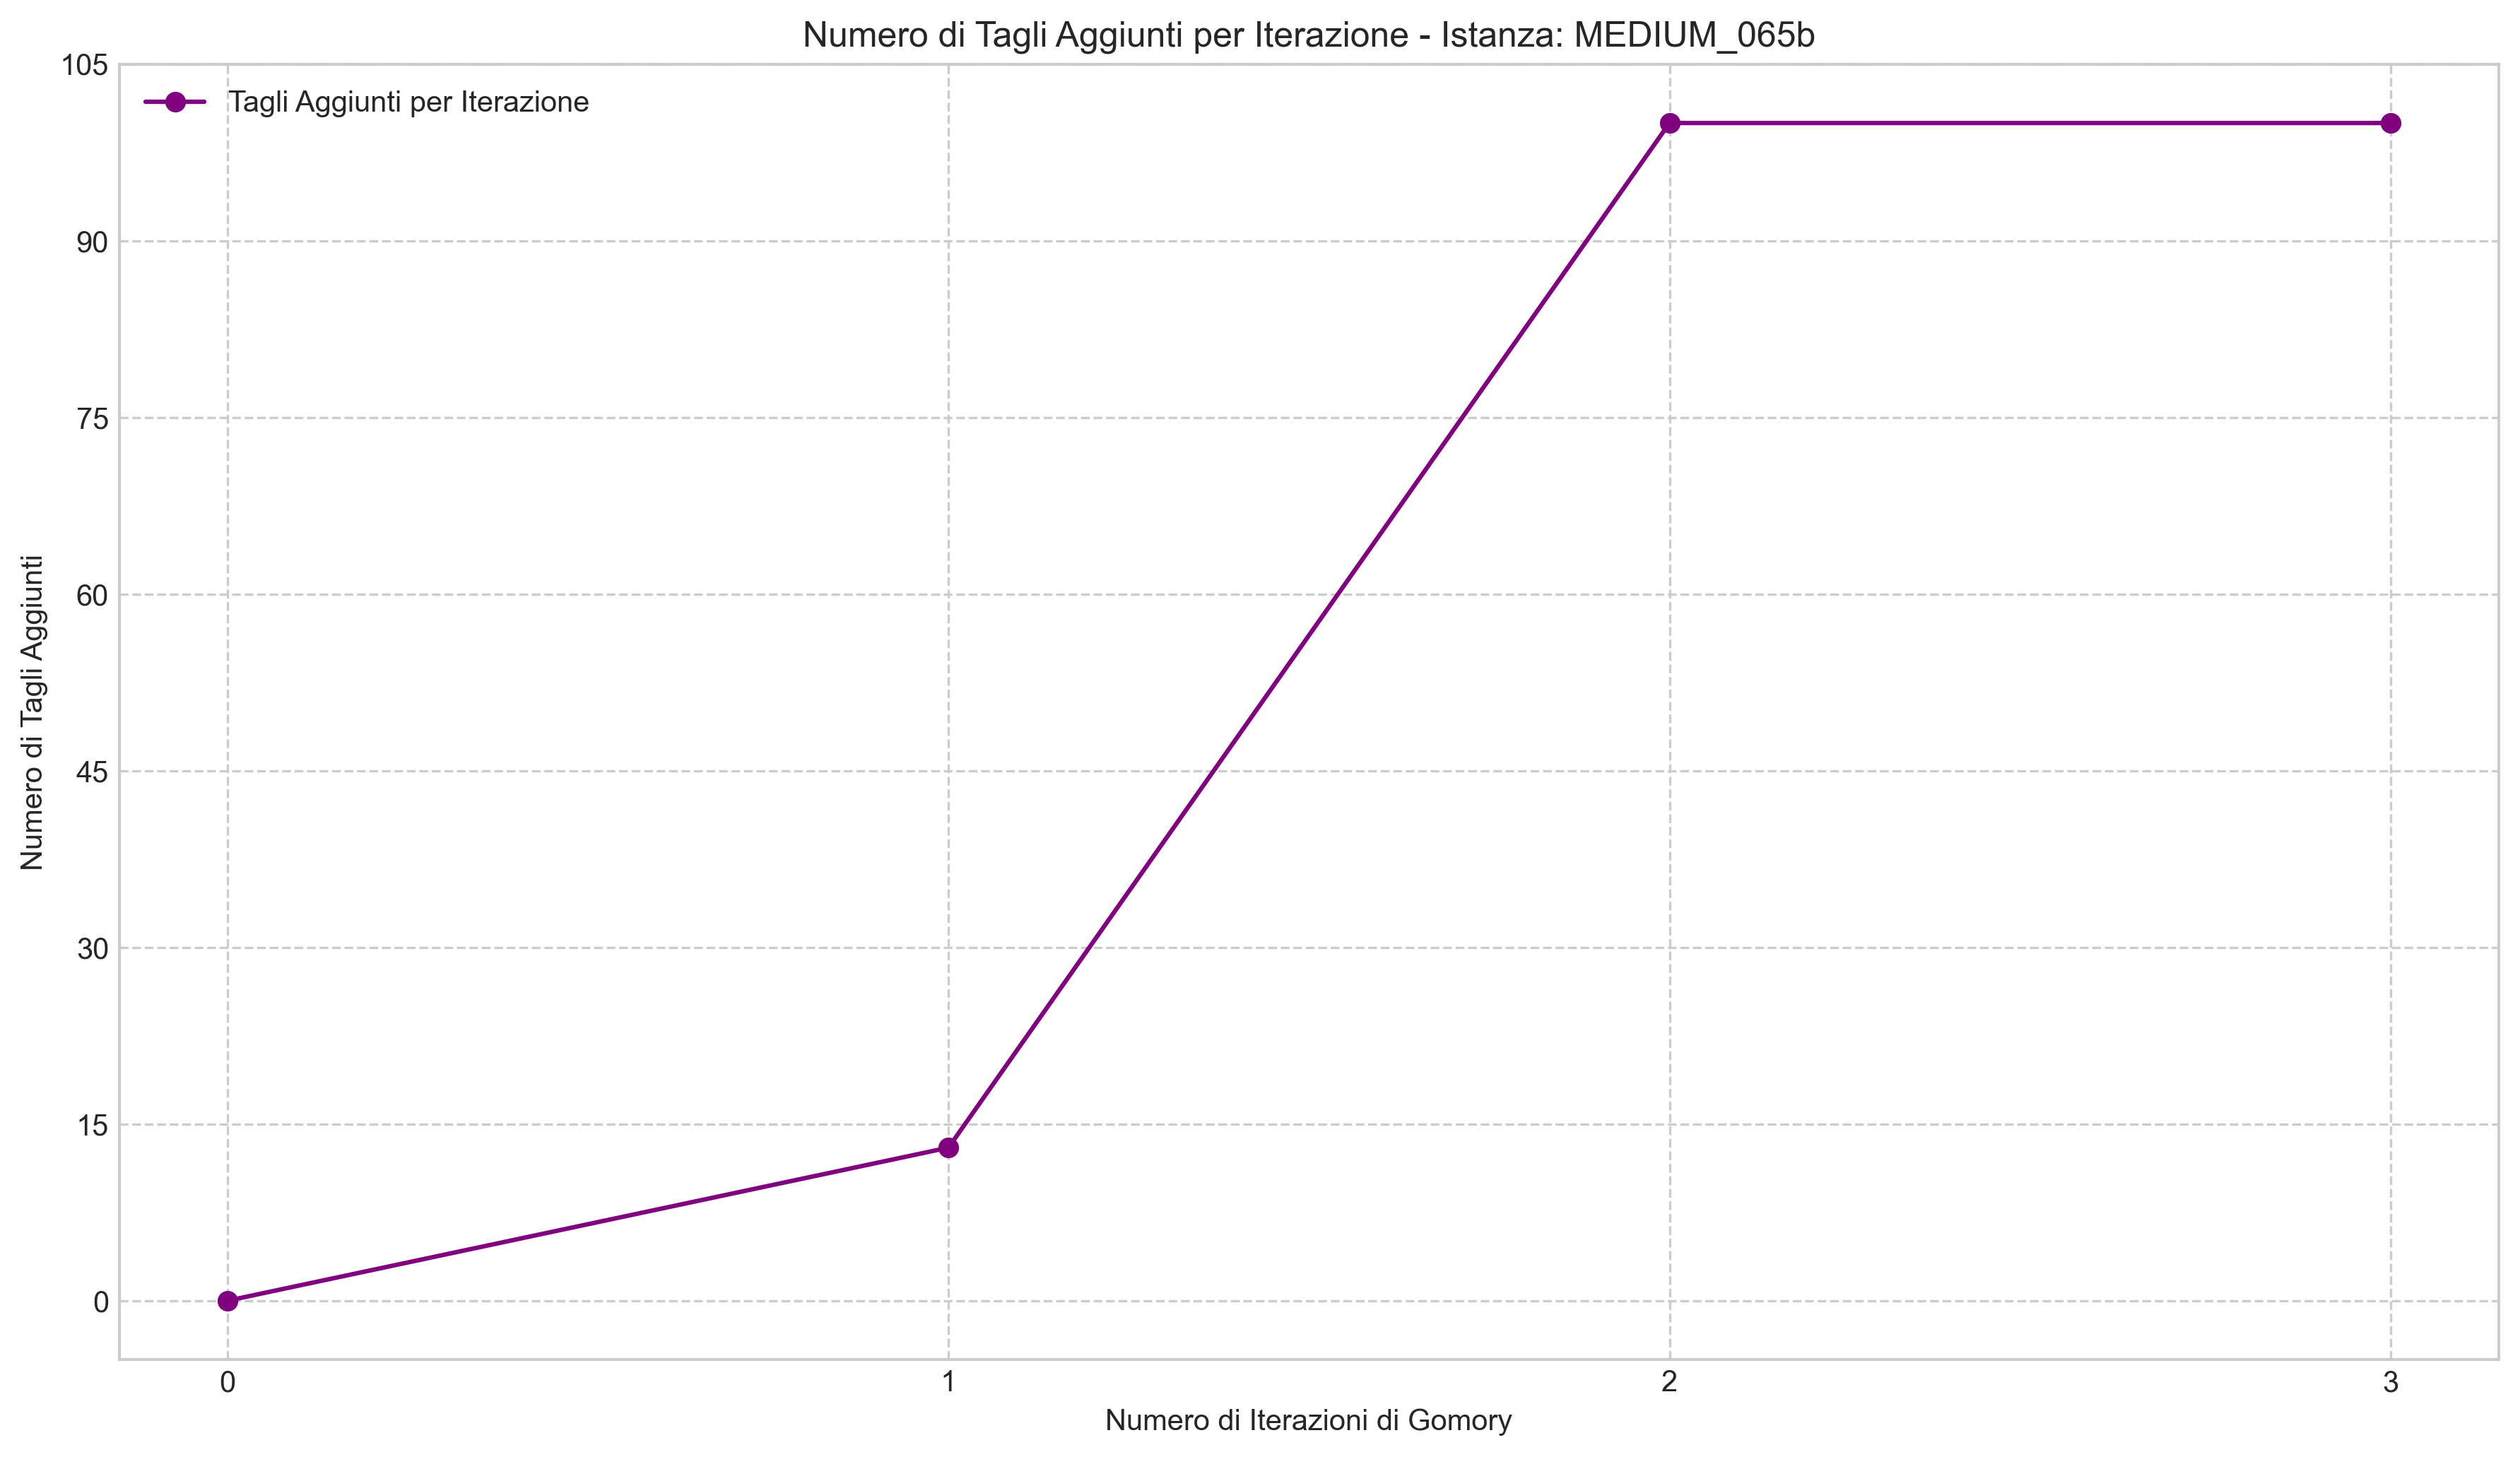 Numero di Tagli Aggiunti per Iterazione - Istanza: MEDIUM_065b
Tagli Aggiunti per Iterazione
Numero di Tagli Aggiunti
105
90
75
60
45
30
15
0
0 1 2 3
Numero di Iterazioni di Gomory